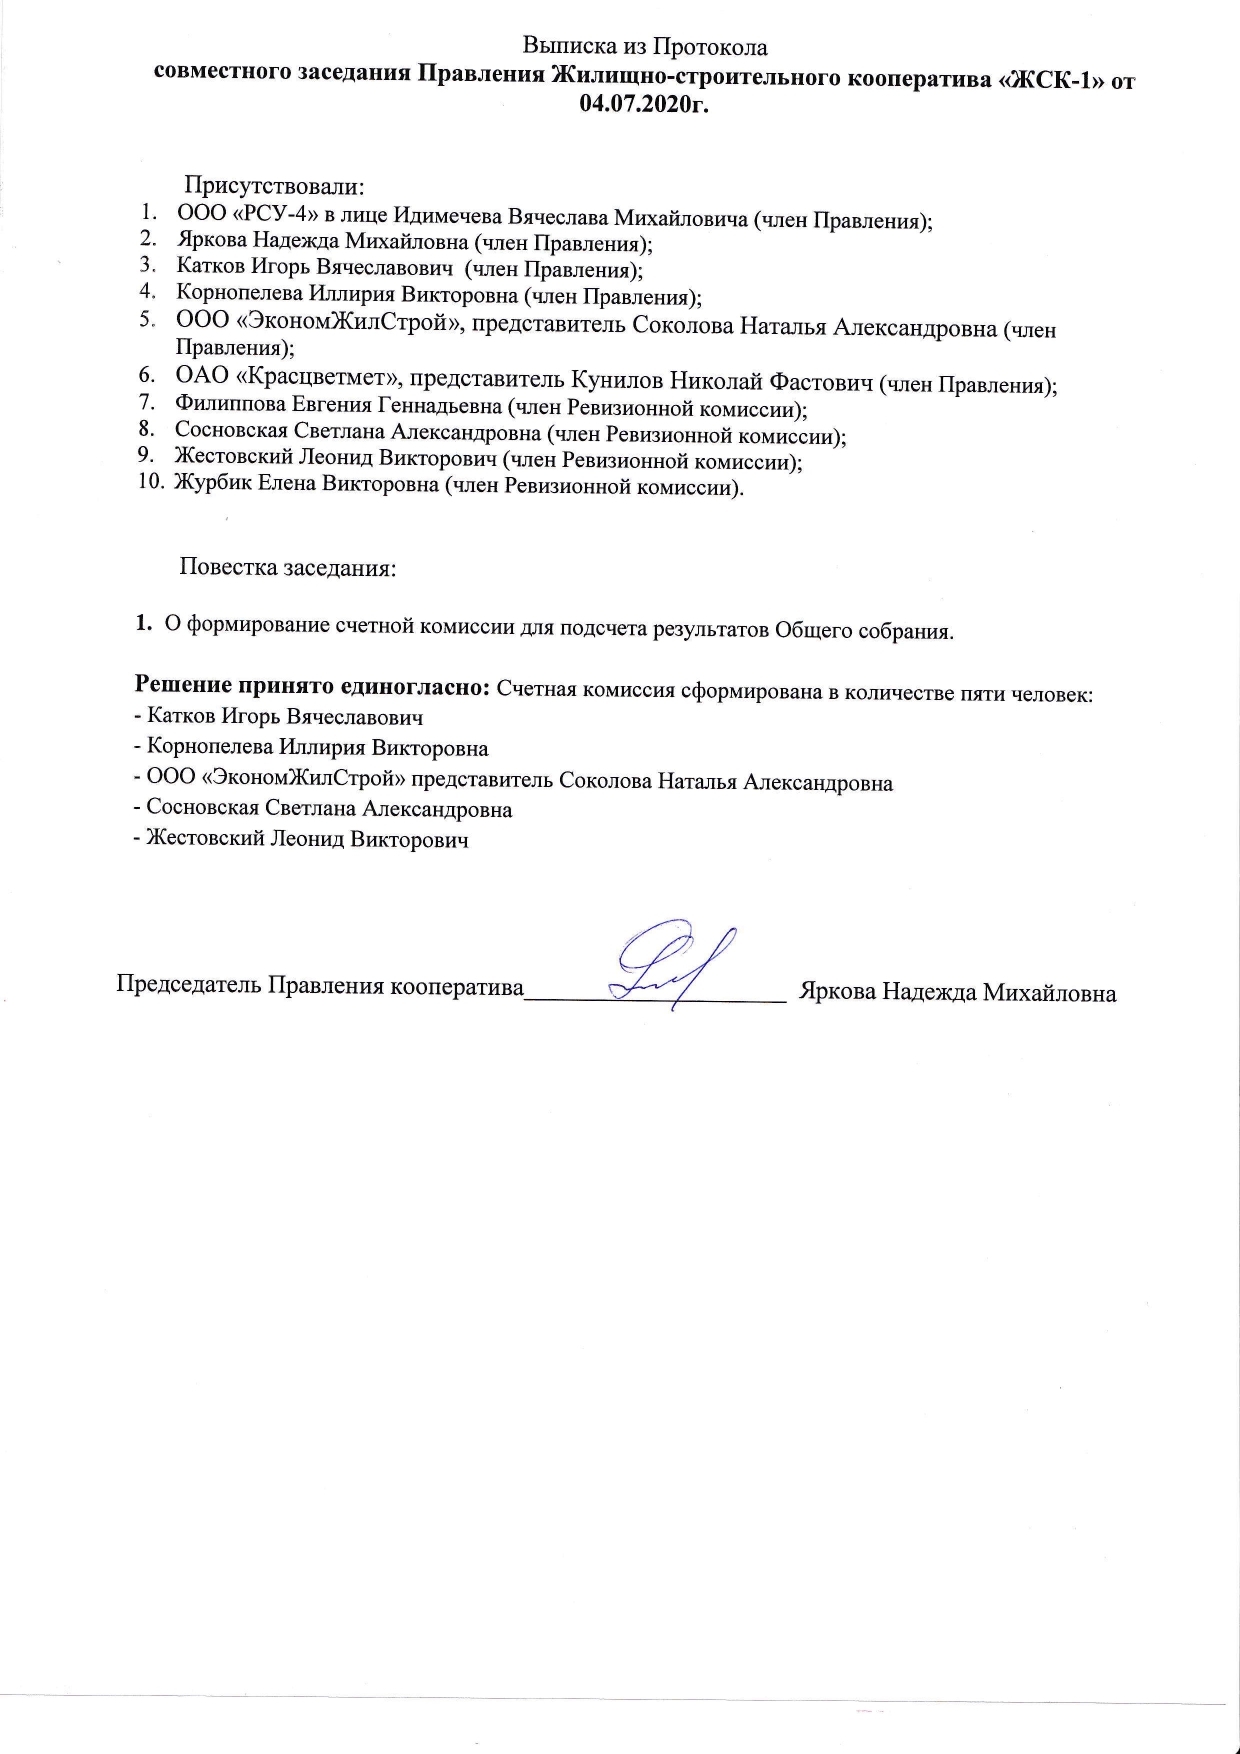 Выписка из Протокола
совместного заседания Правления Жилищно-строительного кооператива «ЖСК-1» от
04.07.2020г.
Присутствовали:
1. ООО «РСУ-4» в лице Идимечева Вячеслава Михайловича (член Правления);
2. Яркова Надежда Михайловна (член Правления);
3. Катков Игорь Вячеславович (член Правления);
4. Корнопелева Иллирия Викторовна (член Правления);
5. ООО «ЭкономЖилСтрой», представитель Соколова Наталья Александровна (член
Правления);
6. ОАО «Красцветмет», представитель Кунилов Николай Фастович (член Правления);
7. Филиппова Евгения Геннадьевна (член Ревизионной комиссии);
8. Сосновская Светлана Александровна (член Ревизионной комиссии);
9. Жестовский Леонид Викторович (член Ревизионной комиссии);
10. Журбик Елена Викторовна (член Ревизионной комиссии).
Повестка заседания:
1. О формирование счетной комиссии для подсчета результатов Общего собрания.
Решение принято единогласно: Счетная комиссия сформирована в количестве пяти человек:
- Катков Игорь Вячеславович
- Корнопелева Иллирия Викторовна
- ООО «ЭкономЖилСтрой» представитель Соколова Наталья Александровна
- Сосновская Светлана Александровна
- Жестовский Леонид Викторович
Председатель Правления кооператива____________________ Яркова Надежда Михайловна